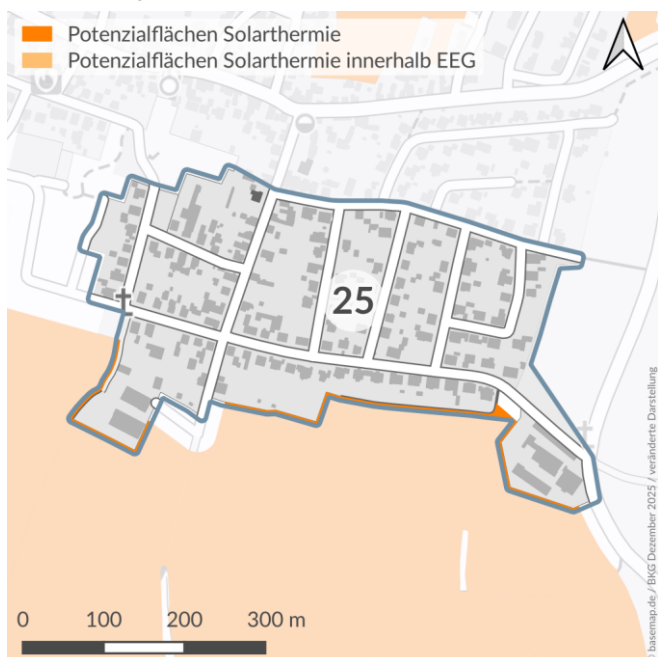 Potenzialflächen Solarthermie
Potenzialflächen Solarthermie innerhalb EEG
25
0 100 200 300 m
© basemap.de / BKG Dezember 2025 / veränderte Darstellung